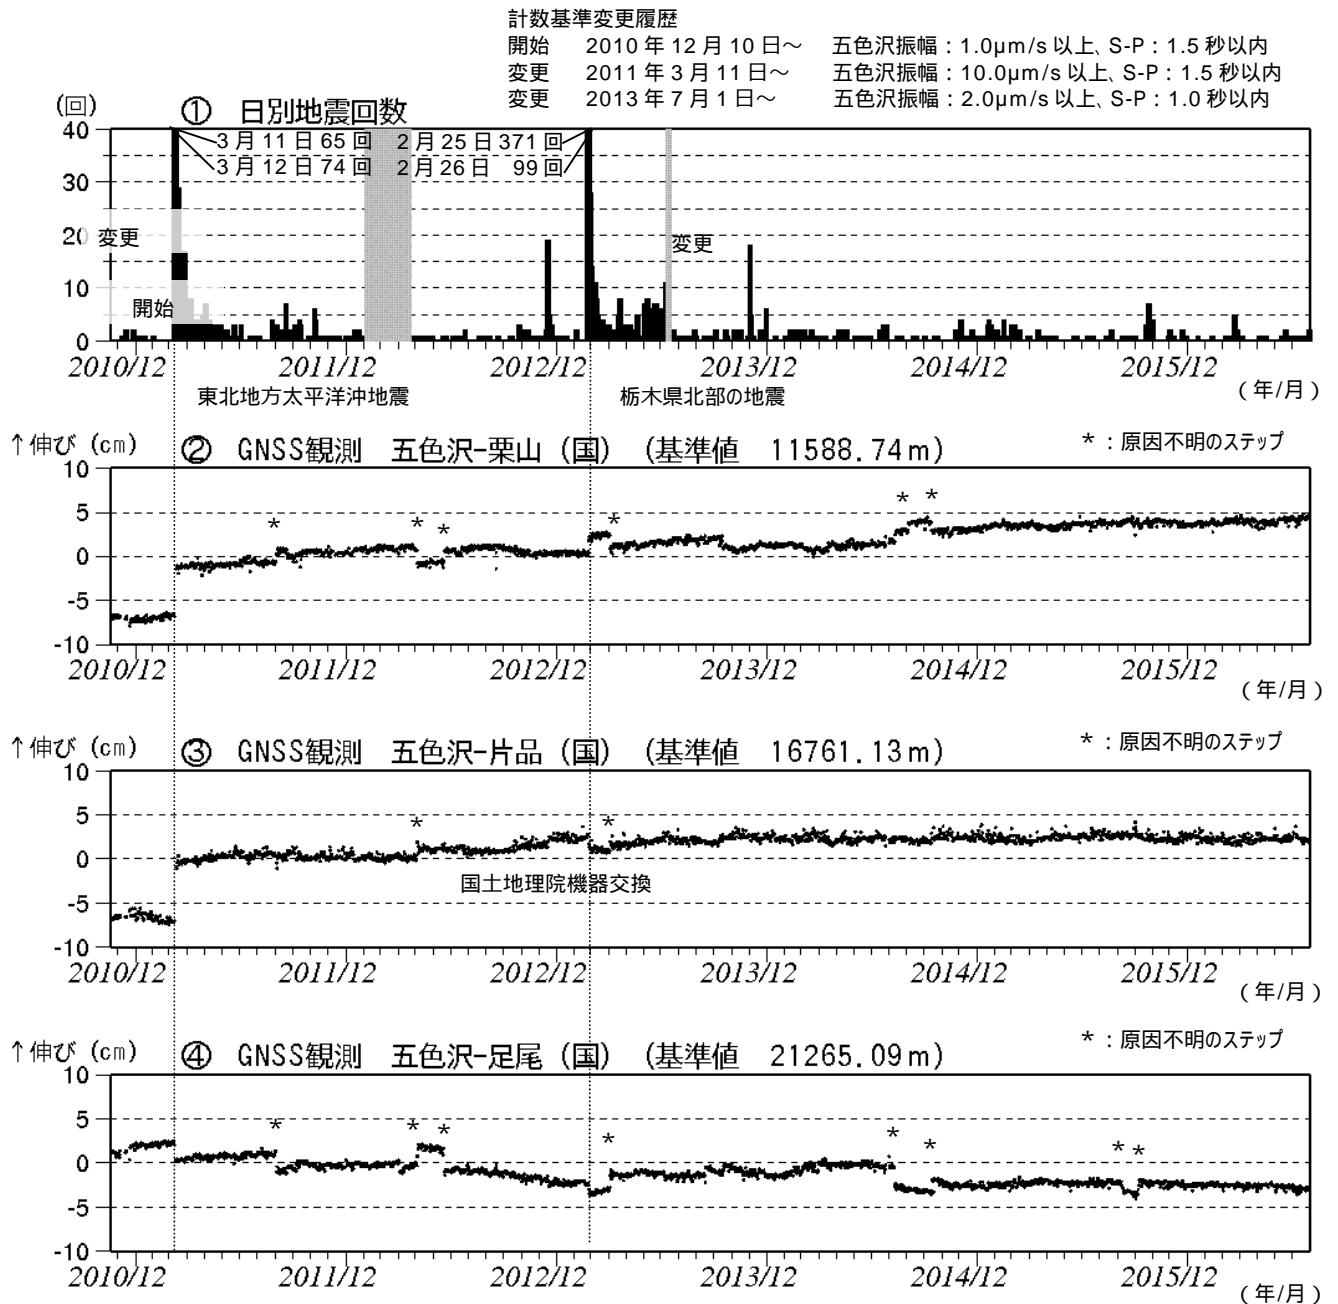 計数基準変更履歴
開始 2010年12月10日～ 五色沢振幅：1.0μm/s以上、S-P：1.5秒以内
変更 2011年3月11日～ 五色沢振幅：10.0μm/s以上、S-P：1.5秒以内
変更 2013年7月1日～ 五色沢振幅：2.0μm/s以上、S-P：1.0秒以内
(回) ① 日別地震回数
40
3月11日65回 2月25日371回
3月12日74回 2月26日 99回
30
20 変更 変更
10
開始
0
2010/12 2011/12 2012/12 2013/12 2014/12 2015/12
(年/月)
東北地方太平洋沖地震 栃木県北部の地震
↑伸び (cm) ② GNSS観測 五色沢-栗山 (国) (基準値 11588.74m) *：原因不明のステップ
10
5 * * * * * *
0
-5
-10
2010/12 2011/12 2012/12 2013/12 2014/12 2015/12
(年/月)
↑伸び (cm) ③ GNSS観測 五色沢-片品 (国) (基準値 16761.13m) *：原因不明のステップ
10
5 * *
0
国土地理院機器交換
-5
-10
2010/12 2011/12 2012/12 2013/12 2014/12 2015/12
(年/月)
↑伸び (cm) ④ GNSS観測 五色沢-足尾 (国) (基準値 21265.09m) *：原因不明のステップ
10
5 * * * * * * * *
0
-5
-10
2010/12 2011/12 2012/12 2013/12 2014/12 2015/12
(年/月)